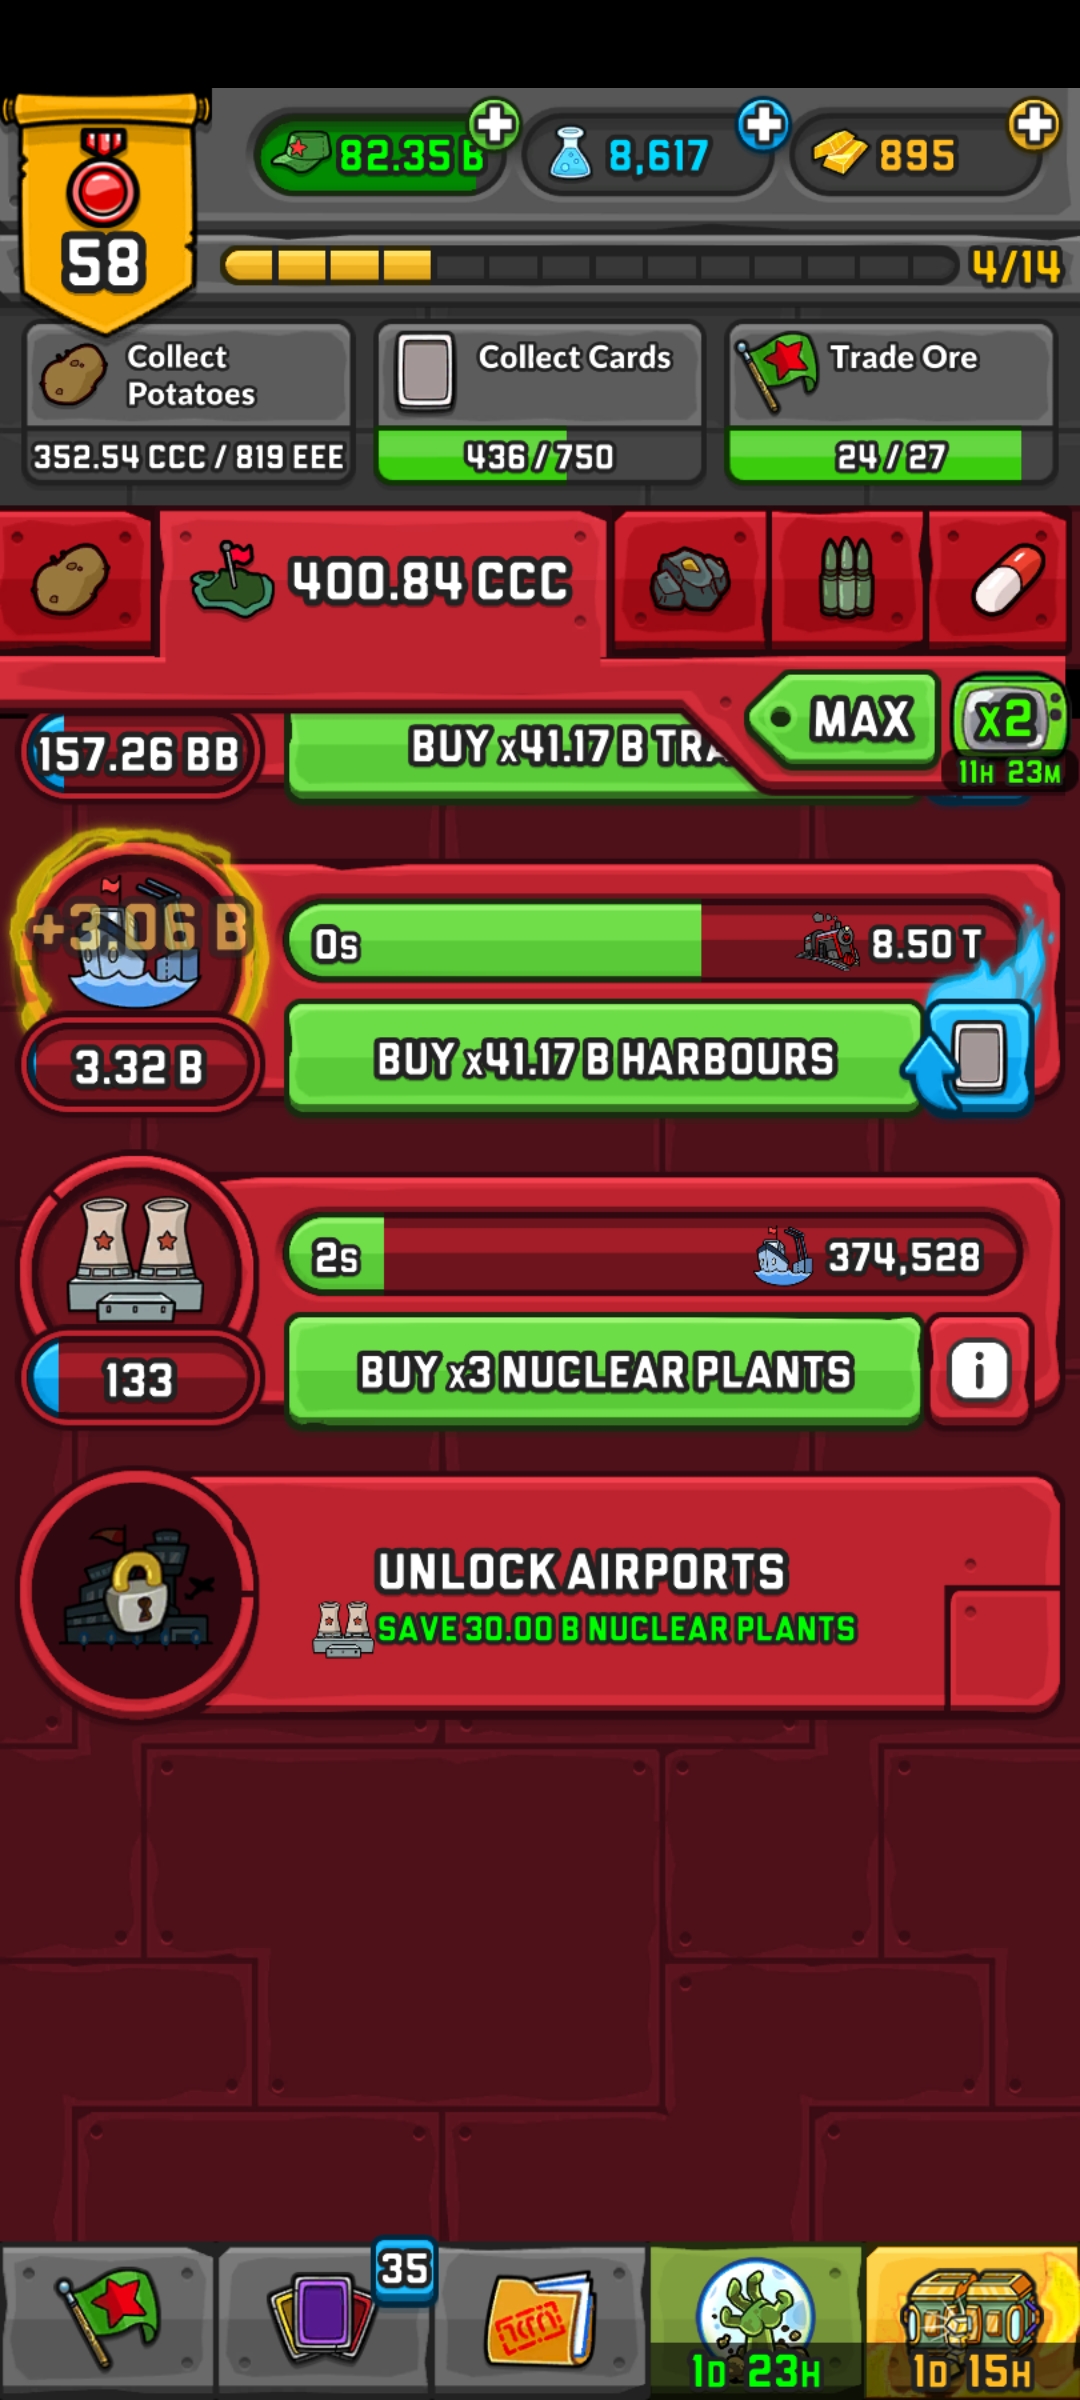 58
82.35 B
8,617
895
4/14
Collect
Potatoes
352.54 CCC / 819 EEE
Collect Cards
436 / 750
Trade Ore
24 / 27
400.84 CCC
MAX
x2
11H 23M
157.26 BB
BUY x41.17 B TRA
+3.06 B
0s
8.50 T
3.32 B
BUY x41.17 B HARBOURS
2s
374,528
133
BUY x3 NUCLEAR PLANTS
i
UNLOCK AIRPORTS
SAVE 30.00 B NUCLEAR PLANTS
35
1D 23H
1D 15H